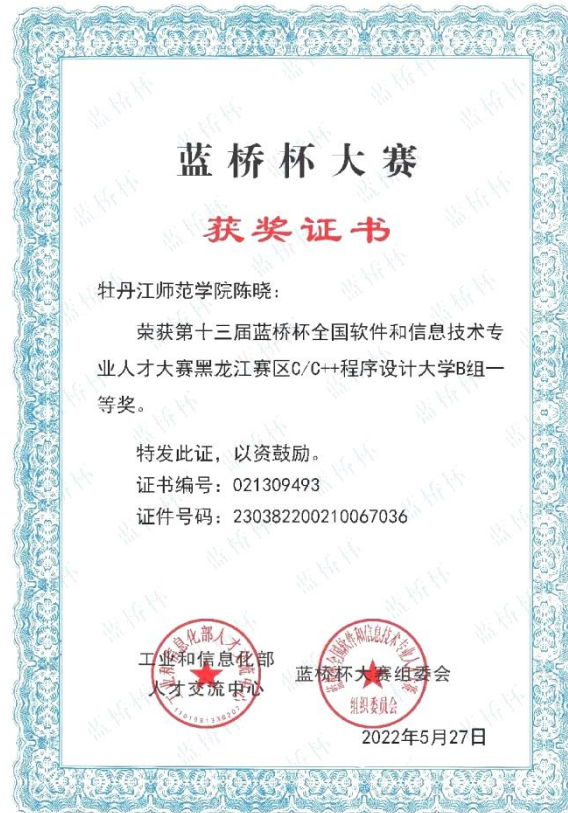 蓝桥杯大赛
获奖证书
牡丹江师范学院陈晓：
荣获第十三届蓝桥杯全国软件和信息技术专
业人才大赛黑龙江赛区C/C++程序设计大学B组一
等奖。
特发此证，以资鼓励。
证书编号：021309493
证件号码：230382200210067036
工业和信息化部
人才交流中心
蓝桥杯大赛组委会
组织委员会
2022年5月27日